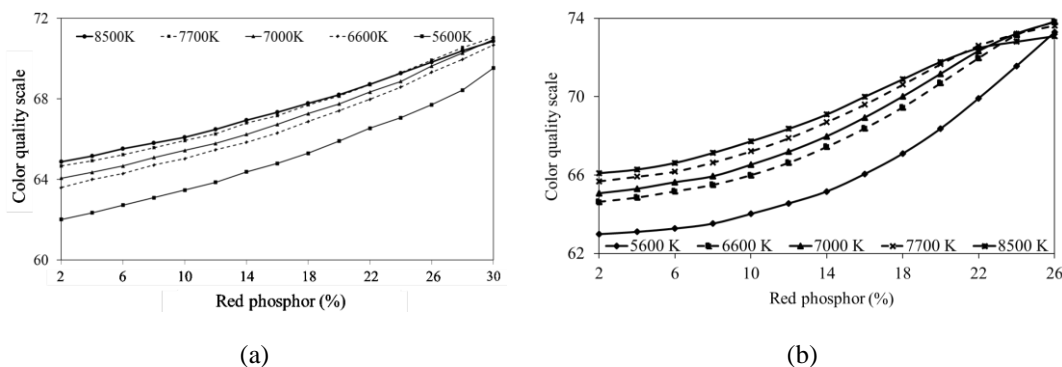 72
68
64
60
Color quality scale
8500K 7700K 7000K 6600K 5600K
2 6 10 14 18 22 26 30
Red phosphor (%)
(a)
74
70
66
62
Color quality scale
5600 K 6600 K 7000 K 7700 K 8500 K
2 6 10 14 18 22 26
Red phosphor (%)
(b)